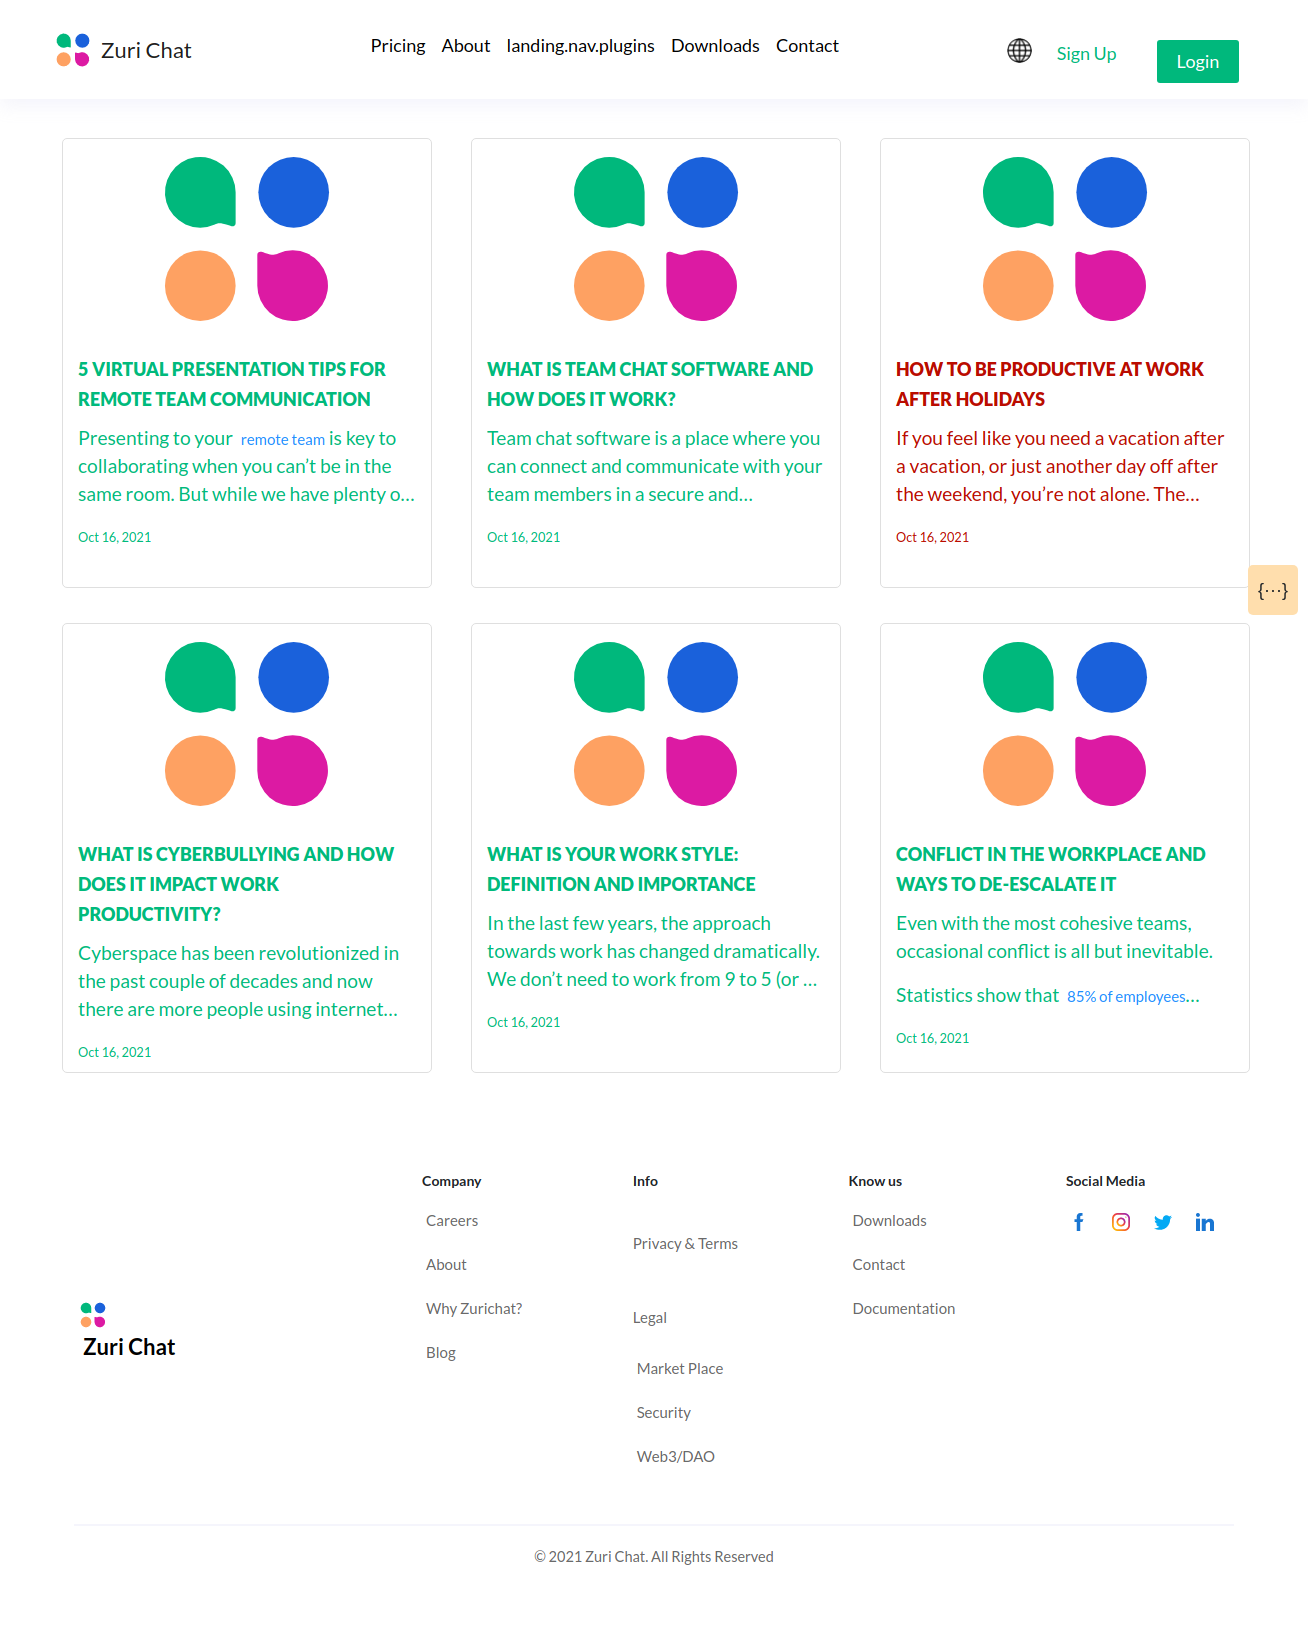 Zuri Chat
Pricing About landing.nav.plugins Downloads Contact
Sign Up
Login
5 VIRTUAL PRESENTATION TIPS FOR
REMOTE TEAM COMMUNICATION
Presenting to your remote team is key to
collaborating when you can’t be in the
same room. But while we have plenty o...
Oct 16, 2021
WHAT IS TEAM CHAT SOFTWARE AND
HOW DOES IT WORK?
Team chat software is a place where you
can connect and communicate with your
team members in a secure and...
Oct 16, 2021
HOW TO BE PRODUCTIVE AT WORK
AFTER HOLIDAYS
If you feel like you need a vacation after
a vacation, or just another day off after
the weekend, you’re not alone. The...
Oct 16, 2021
{···}
WHAT IS CYBERBULLYING AND HOW
DOES IT IMPACT WORK
PRODUCTIVITY?
Cyberspace has been revolutionized in
the past couple of decades and now
there are more people using internet...
Oct 16, 2021
WHAT IS YOUR WORK STYLE:
DEFINITION AND IMPORTANCE
In the last few years, the approach
towards work has changed dramatically.
We don’t need to work from 9 to 5 (or ...
Oct 16, 2021
CONFLICT IN THE WORKPLACE AND
WAYS TO DE-ESCALATE IT
Even with the most cohesive teams,
occasional conflict is all but inevitable.
Statistics show that 85% of employees...
Oct 16, 2021
Zuri Chat
Company
Careers
About
Why Zurichat?
Blog
Info
Privacy & Terms
Legal
Market Place
Security
Web3/DAO
Know us
Downloads
Contact
Documentation
Social Media
© 2021 Zuri Chat. All Rights Reserved